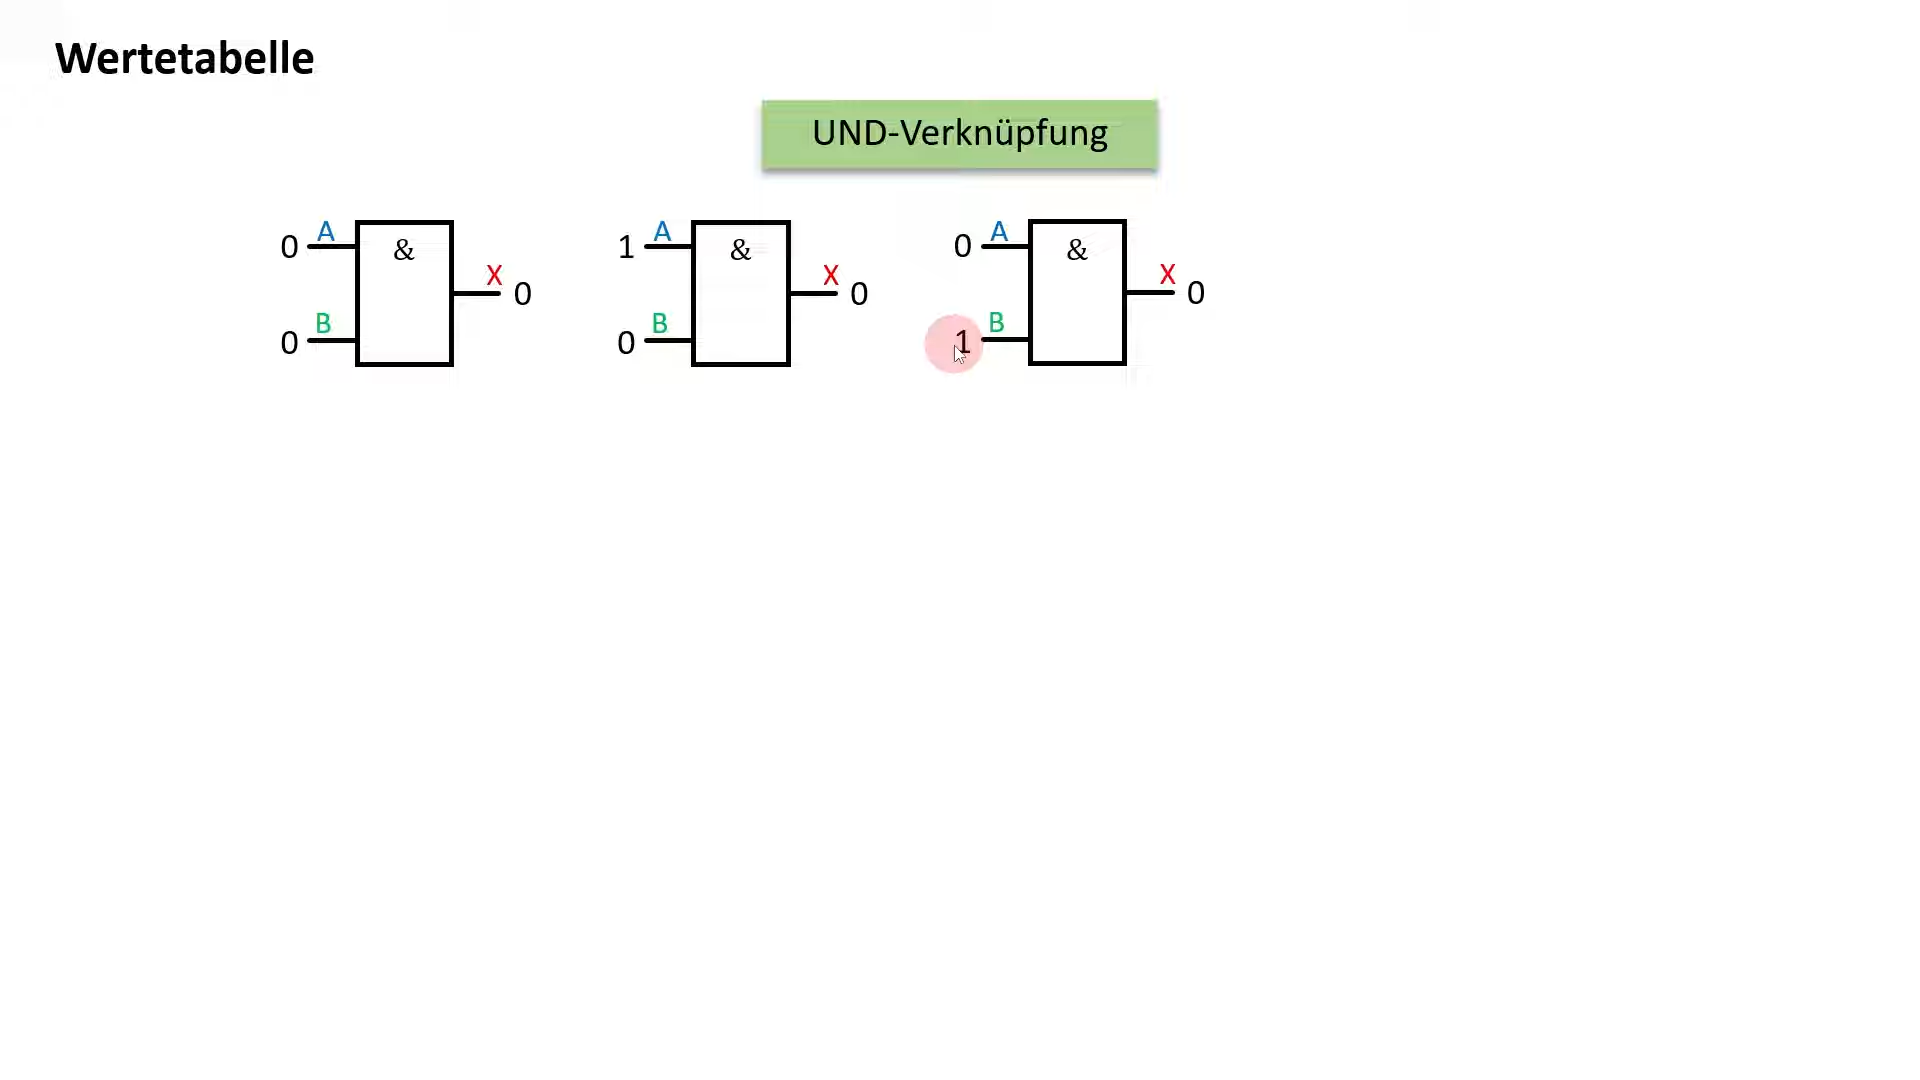 Wertetabelle
UND-Verknüpfung
0 A & X 0
0 B
1 A & X 0
0 B
0 A & X 0
1 B